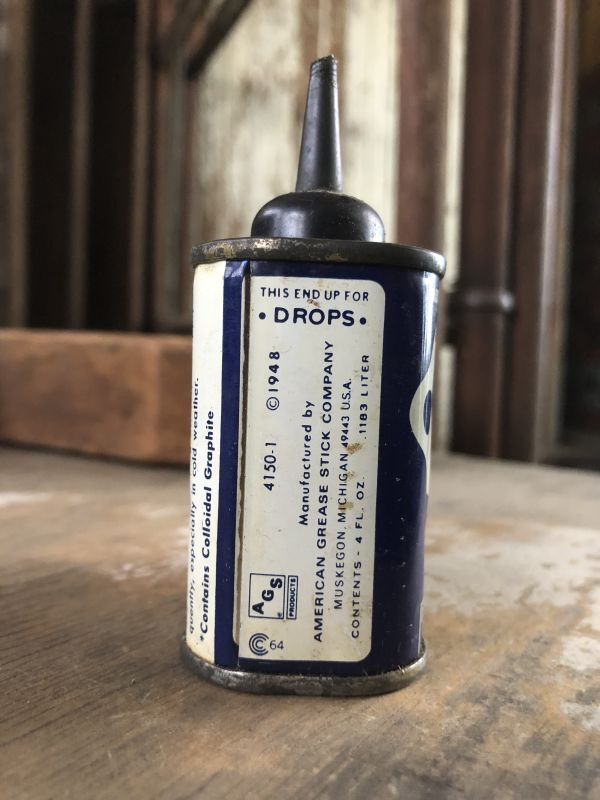 THIS END UP FOR
• DROPS •
quently, especially in cold weather.
*Contains Colloidal Graphite
4150-1 ©1948
Manufactured by
AMERICAN GREASE STICK COMPANY
MUSKEGON, MICHIGAN 49443 U.S.A.
CONTENTS - 4 FL. OZ. - .1183 LITER
AGS
PRODUCTS
64